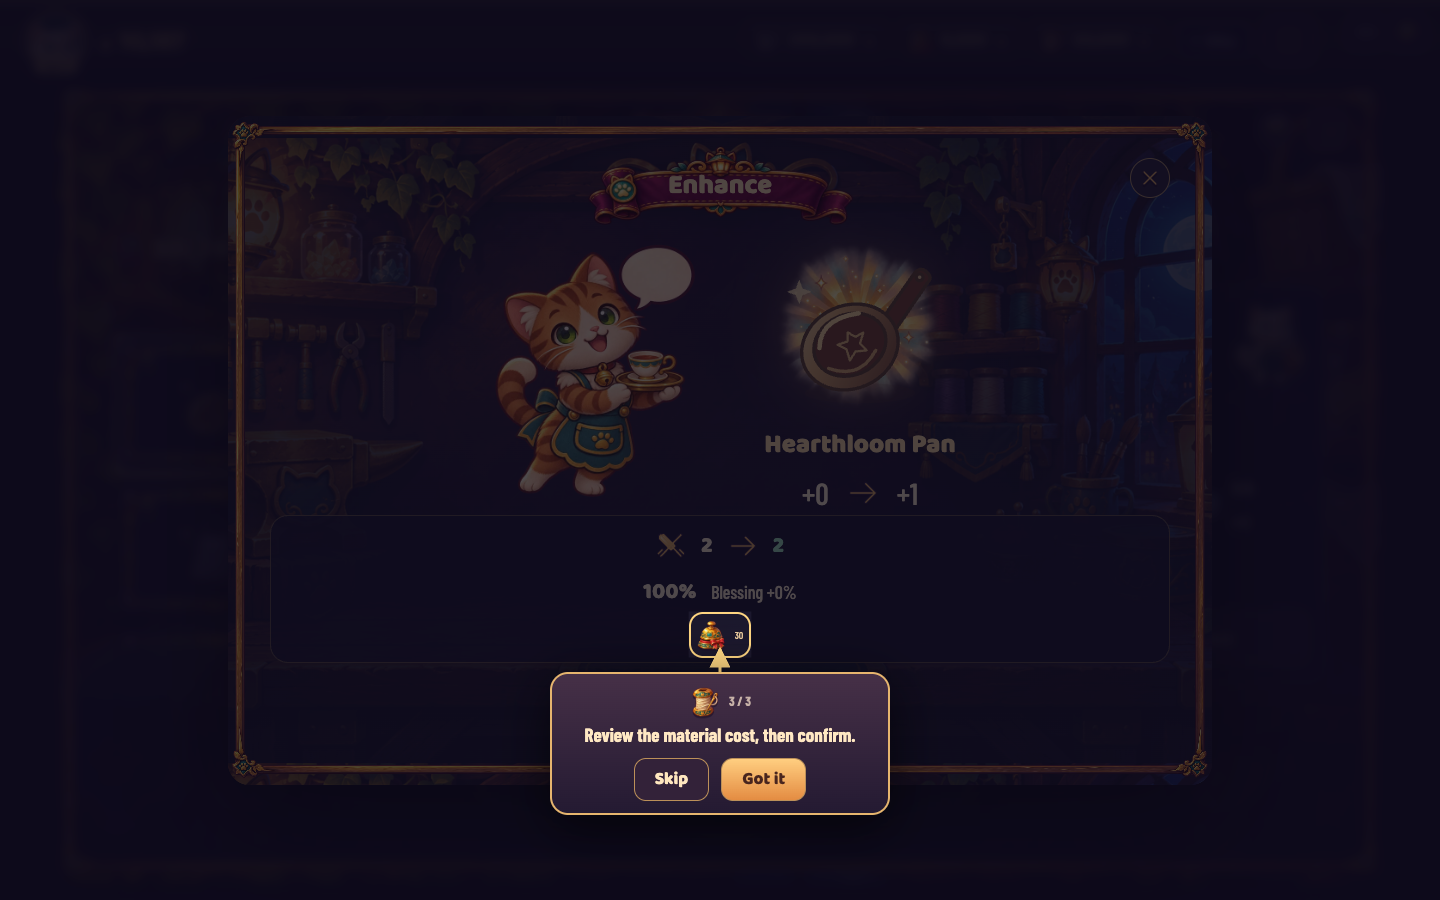 Enhance
Hearthloom Pan
+0 → +1
2 → 2
100% Blessing +0%
30
3 / 3
Review the material cost, then confirm.
Skip Got it